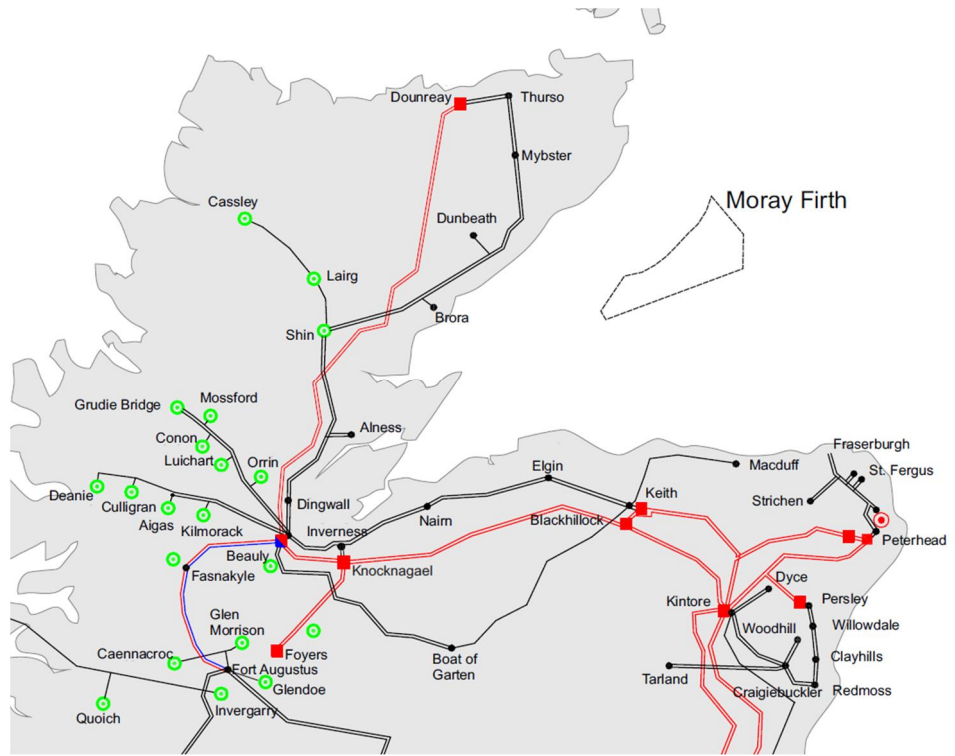 Dounreay
Thurso
Mybster
Moray Firth
Cassley
Dunbeath
Lairg
Brora
Shin
Mossford
Grudie Bridge
Alness
Conon
Luichart
Orrin
Fraserburgh
Macduff
St. Fergus
Elgin
Keith
Deanie
Culligran
Dingwall
Strichen
Aigas
Kilmorack
Inverness
Nairn
Blackhillock
Peterhead
Beauly
Knocknagael
Fasnakyle
Dyce
Kintore
Persley
Glen
Morrison
Woodhill
Willowdale
Caennacroc
Foyers
Boat of
Garten
Clayhills
Fort Augustus
Tarland
Glendoe
Craigiebuckler
Redmoss
Quoich
Invergarry